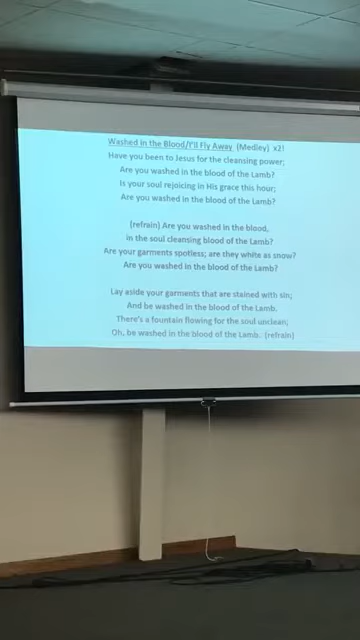 Washed in the Blood/I'll Fly Away (Medley) x2!
Have you been to Jesus for the cleansing power;
Are you washed in the blood of the Lamb?
Is your soul rejoicing in His grace this hour;
Are you washed in the blood of the Lamb?
(refrain) Are you washed in the blood,
in the soul cleansing blood of the Lamb?
Are your garments spotless; are they white as snow?
Are you washed in the blood of the Lamb?
Lay aside your garments that are stained with sin;
And be washed in the blood of the Lamb.
There's a fountain flowing for the soul unclean;
Oh, be washed in the blood of the Lamb. (refrain)